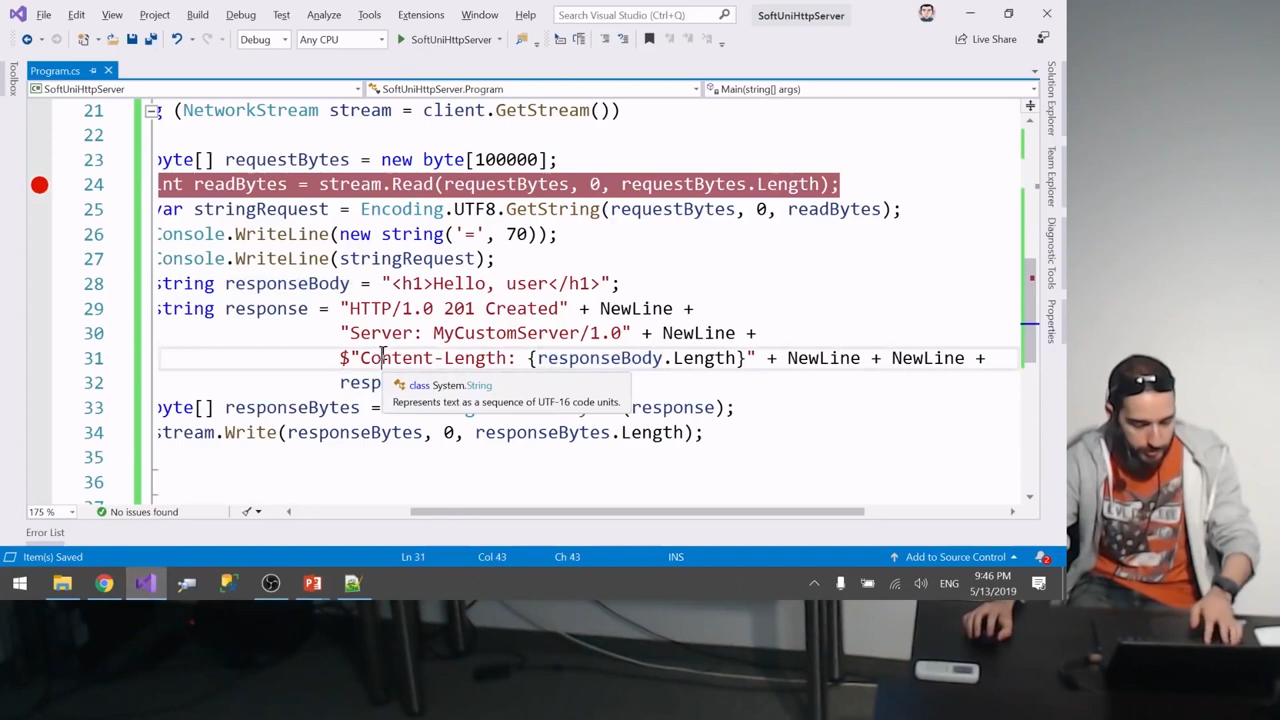 File Edit View Project Build Debug Test Analyze Tools Extensions Window Help Search Visual Studio (Ctrl+Q) SoftUniHttpServer
Debug Any CPU SoftUniHttpServer Live Share
Program.cs
SoftUniHttpServer SoftUniHttpServer.Program Main(string[] args)
Toolbox
Solution Explorer
Team Explorer
Diagnostic Tools
Properties
21 g (NetworkStream stream = client.GetStream())
22
23 byte[] requestBytes = new byte[100000];
24 int readBytes = stream.Read(requestBytes, 0, requestBytes.Length);
25 var stringRequest = Encoding.UTF8.GetString(requestBytes, 0, readBytes);
26 Console.WriteLine(new string('=', 70));
27 Console.WriteLine(stringRequest);
28 string responseBody = "<h1>Hello, user</h1>";
29 string response = "HTTP/1.0 201 Created" + NewLine +
30 "Server: MyCustomServer/1.0" + NewLine +
31 $"Content-Length: {responseBody.Length}" + NewLine + NewLine +
32 resp
class System.String
Represents text as a sequence of UTF-16 code units.
33 byte[] responseBytes = (response);
34 stream.Write(responseBytes, 0, responseBytes.Length);
35
36
175 % No issues found
Error List
Item(s) Saved Ln 31 Col 43 Ch 43 INS Add to Source Control 2
ENG 9:46 PM
5/13/2019